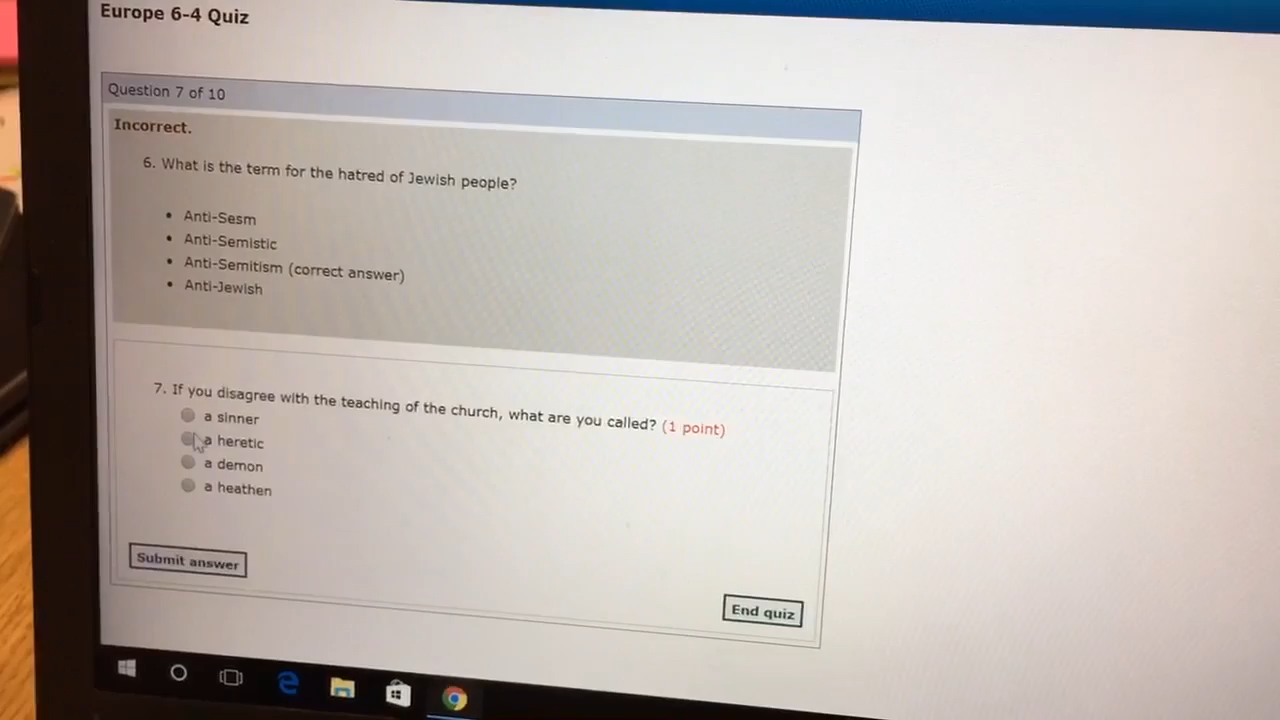 Europe 6-4 Quiz
Question 7 of 10
Incorrect.
6. What is the term for the hatred of Jewish people?
• Anti-Sesm
• Anti-Semistic
• Anti-Semitism (correct answer)
• Anti-Jewish
7. If you disagree with the teaching of the church, what are you called? (1 point)
a sinner
a heretic
a demon
a heathen
Submit answer
End quiz